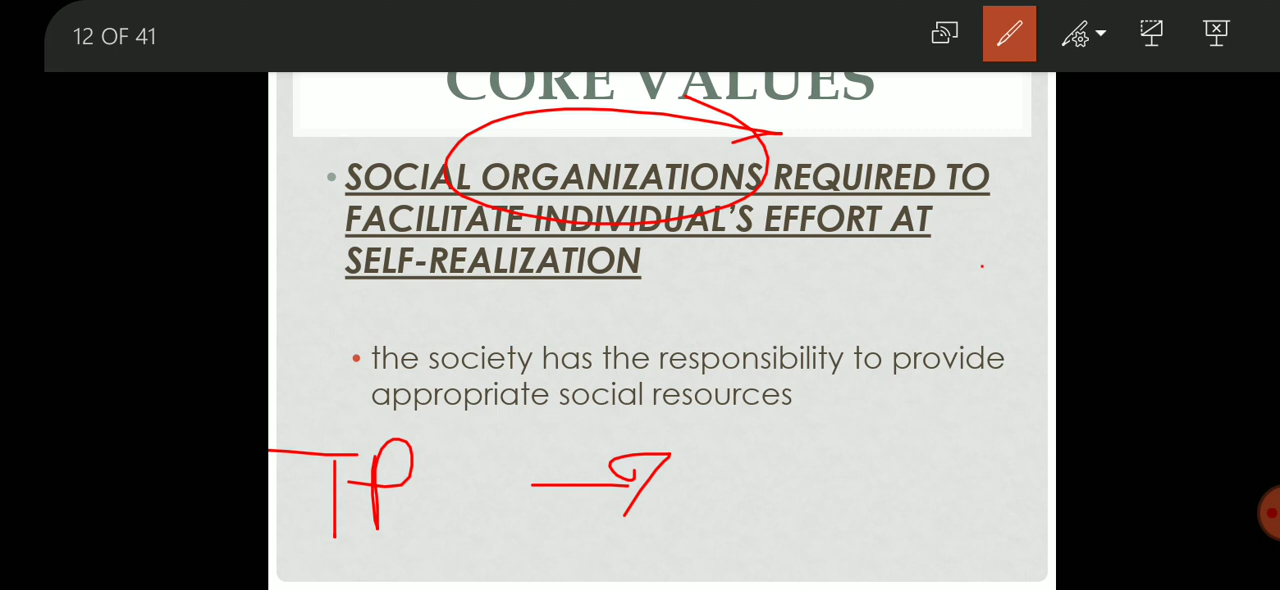 12 OF 41
CORE VALUES
• SOCIAL ORGANIZATIONS REQUIRED TO
FACILITATE INDIVIDUAL’S EFFORT AT
SELF-REALIZATION
• the society has the responsibility to provide
appropriate social resources
TP